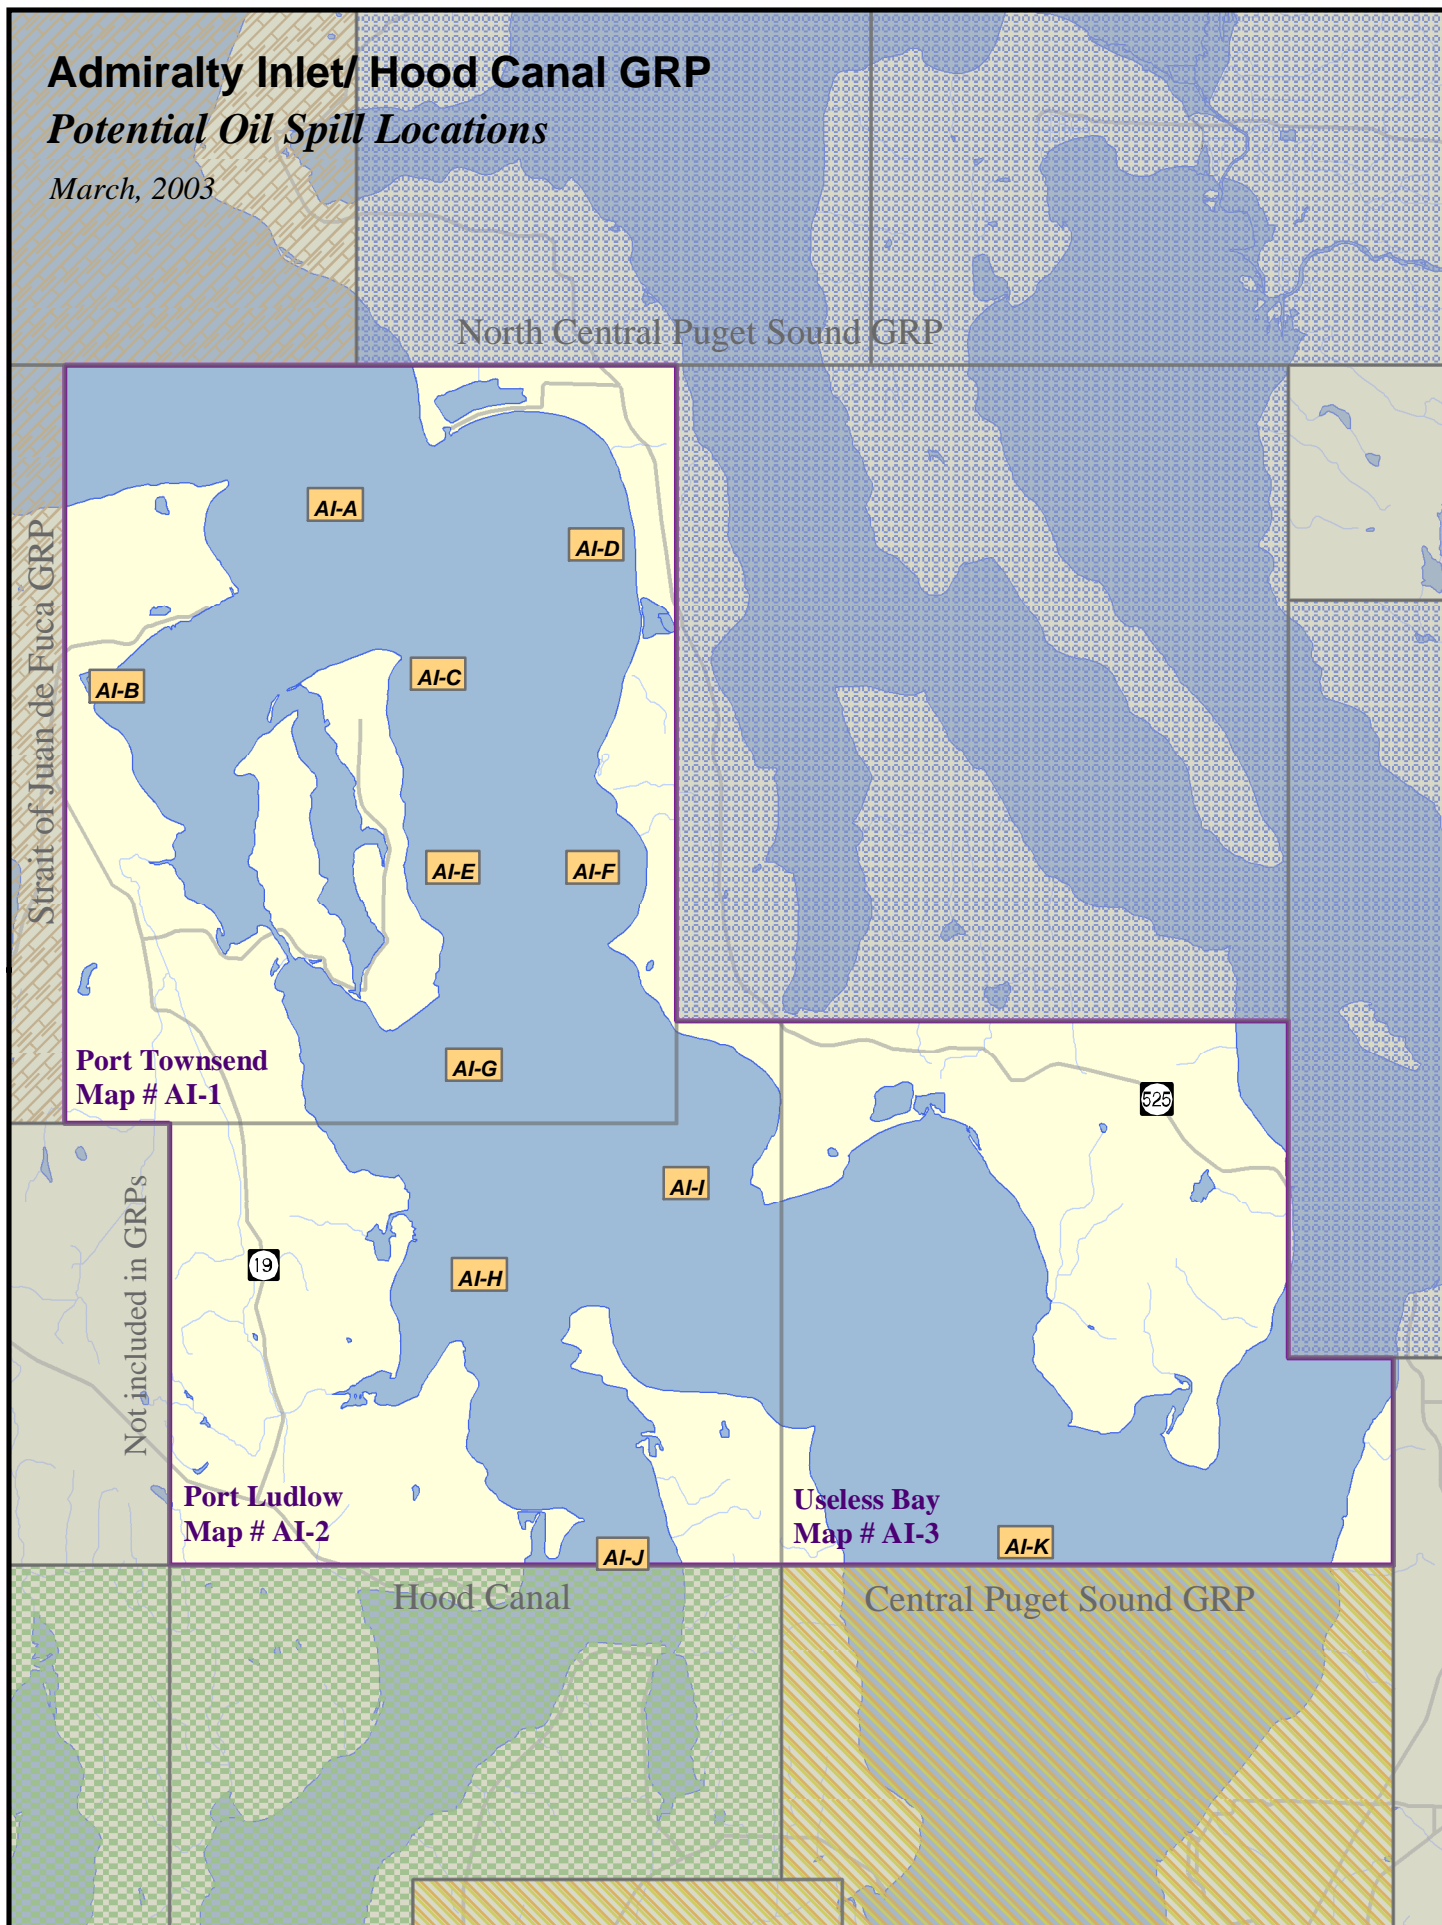 Admiralty Inlet/ Hood Canal GRP
Potential Oil Spill Locations
March, 2003
North Central Puget Sound GRP
Strait of Juan de Fuca GRP
AI-A
AI-D
AI-B
AI-C
AI-E
AI-F
AI-G
Port Townsend
Map # AI-1
525
AI-I
Not included in GRPs
19
AI-H
Port Ludlow
Map # AI-2
Useless Bay
Map # AI-3
AI-J
AI-K
Hood Canal
Central Puget Sound GRP